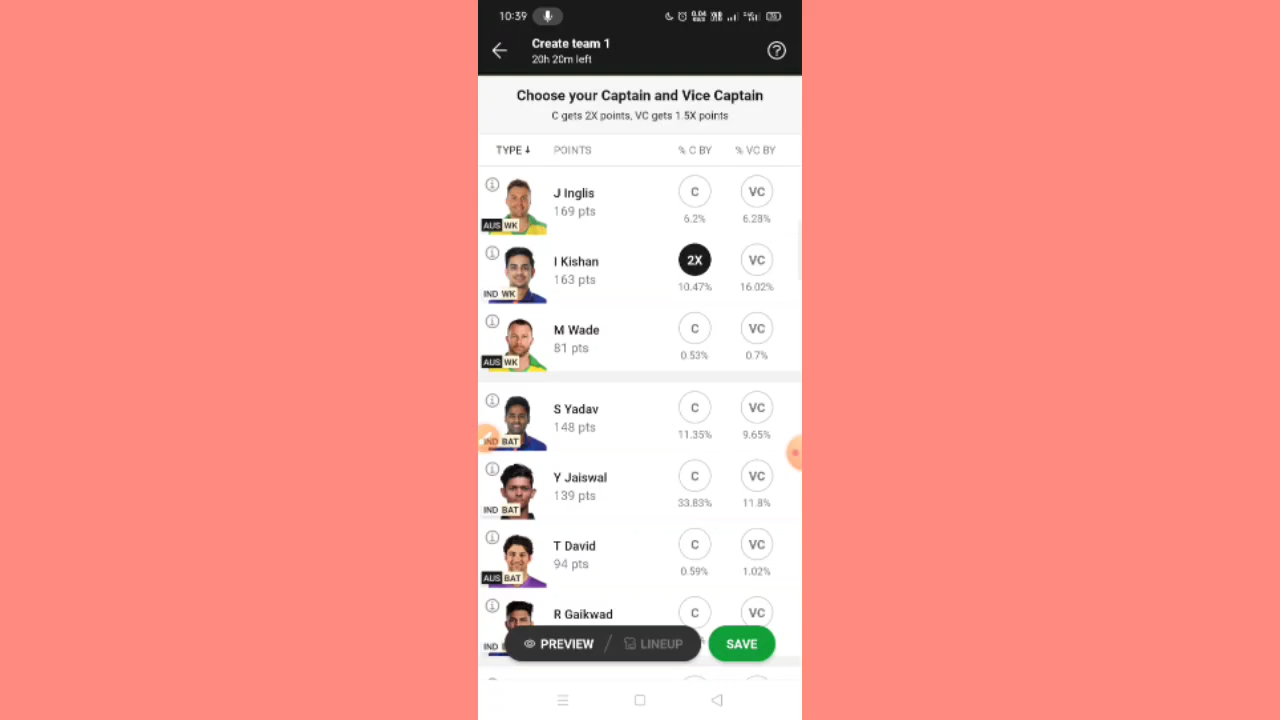 10:39
Create team 1
20h 20m left
Choose your Captain and Vice Captain
C gets 2X points, VC gets 1.5X points
TYPE ↓ POINTS % C BY % VC BY
J Inglis C VC
169 pts 6.2% 6.28%
AUS WK
I Kishan 2X VC
163 pts 10.47% 16.02%
IND WK
M Wade C VC
81 pts 0.53% 0.7%
AUS WK
S Yadav C VC
148 pts 11.35% 9.65%
IND BAT
Y Jaiswal C VC
139 pts 33.83% 11.8%
IND BAT
T David C VC
94 pts 0.59% 1.02%
AUS BAT
R Gaikwad C VC
IND
PREVIEW / LINEUP SAVE